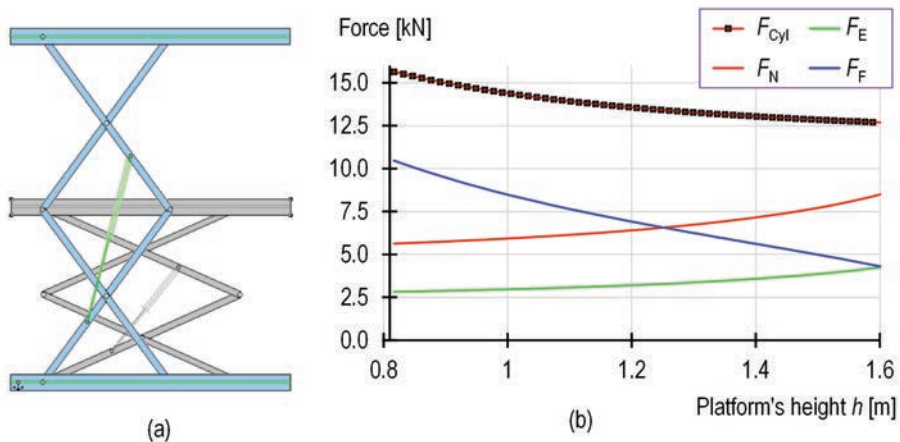 Force [kN]
F_Cyl F_E
F_N F_F
15.0
12.5
10.0
7.5
5.0
2.5
0.0
0.8 1 1.2 1.4 1.6
Platform's height h [m]
(a) (b)